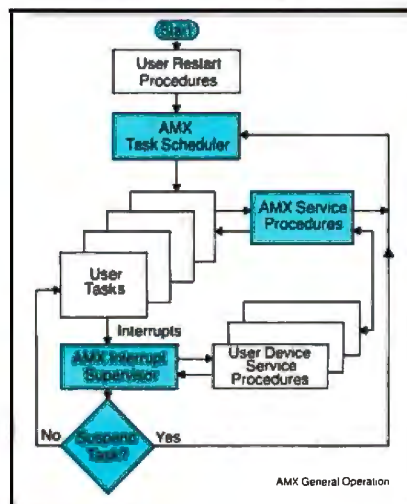 Start
User Restart
Procedures
AMX
Task Scheduler
AMX Service
Procedures
User
Tasks
Interrupts
AMX Interrupt
Supervisor
User Device
Service
Procedures
No
Suspend
Task?
Yes
AMX General Operation